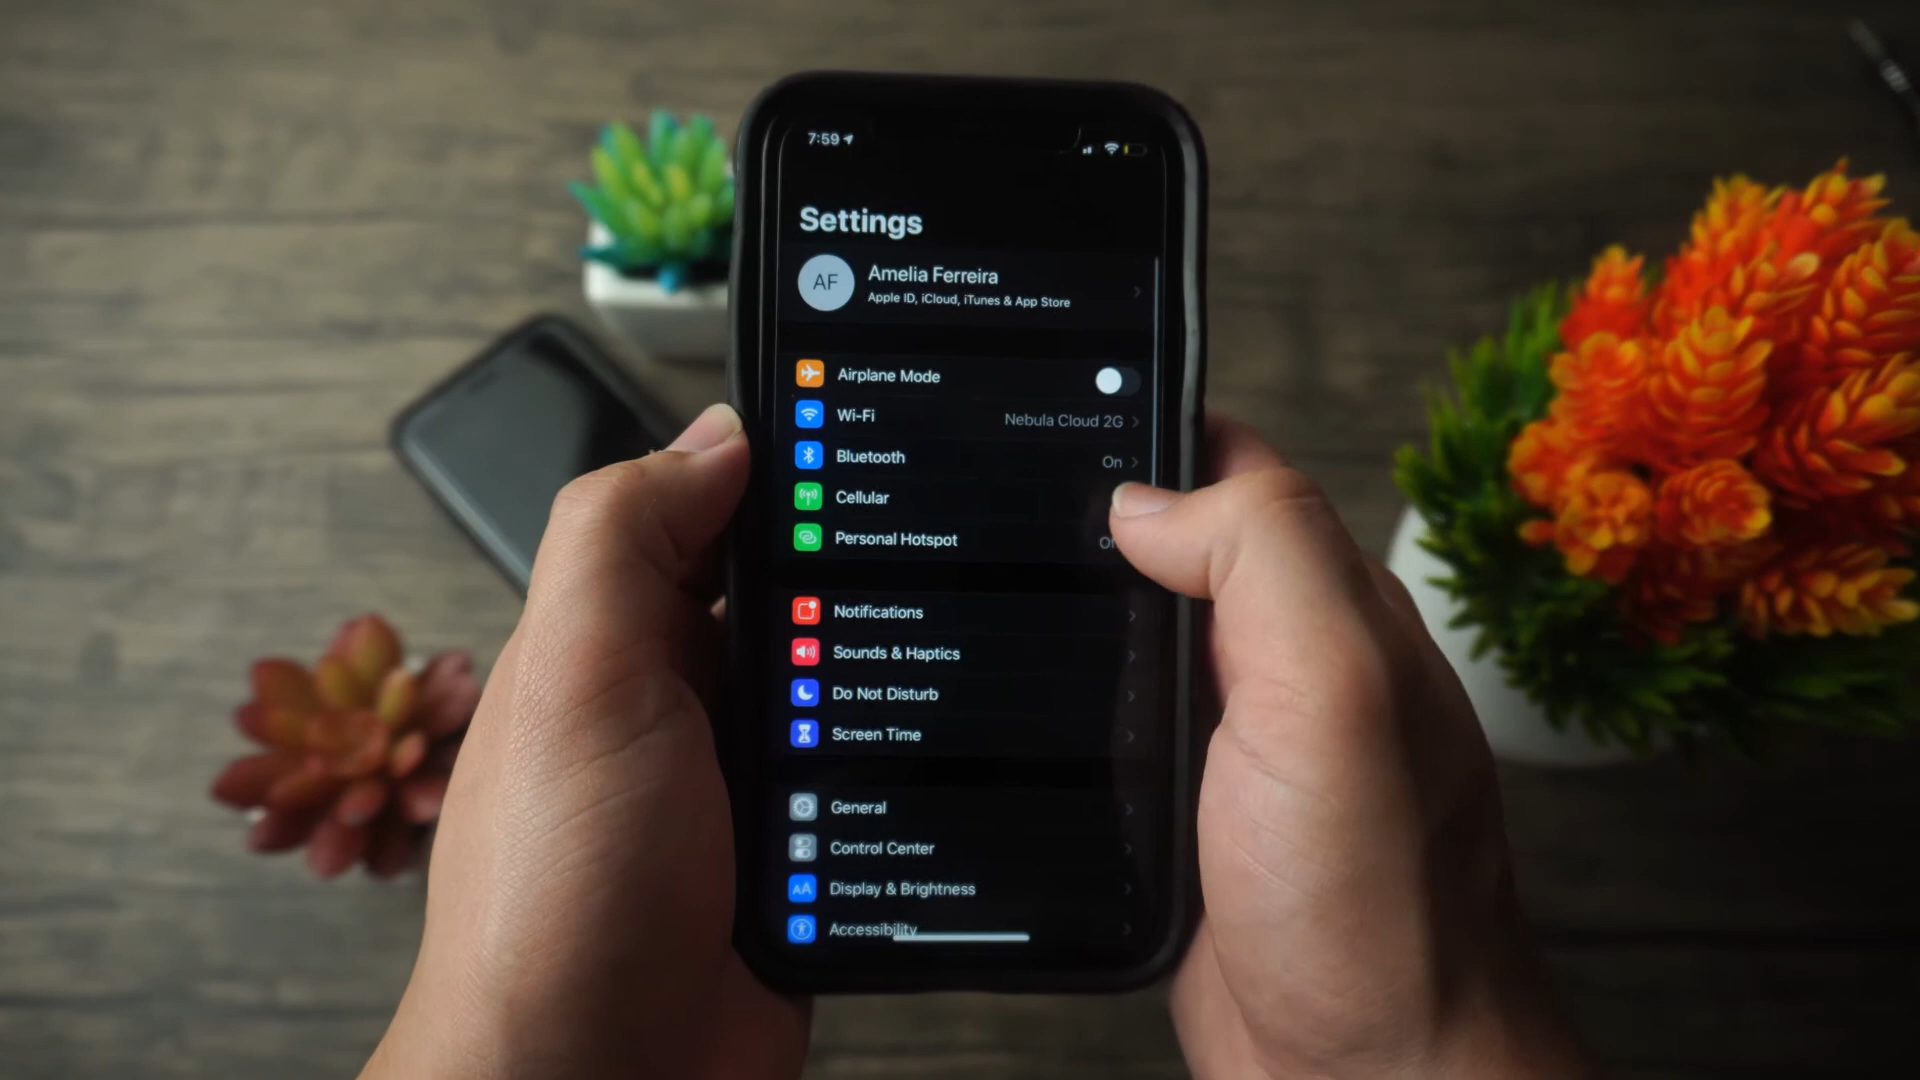 7:59
Settings
AF
Amelia Ferreira
Apple ID, iCloud, iTunes & App Store
Airplane Mode
Wi-Fi Nebula Cloud 2G
Bluetooth On
Cellular
Personal Hotspot
Notifications
Sounds & Haptics
Do Not Disturb
Screen Time
General
Control Center
AA Display & Brightness
Accessibility